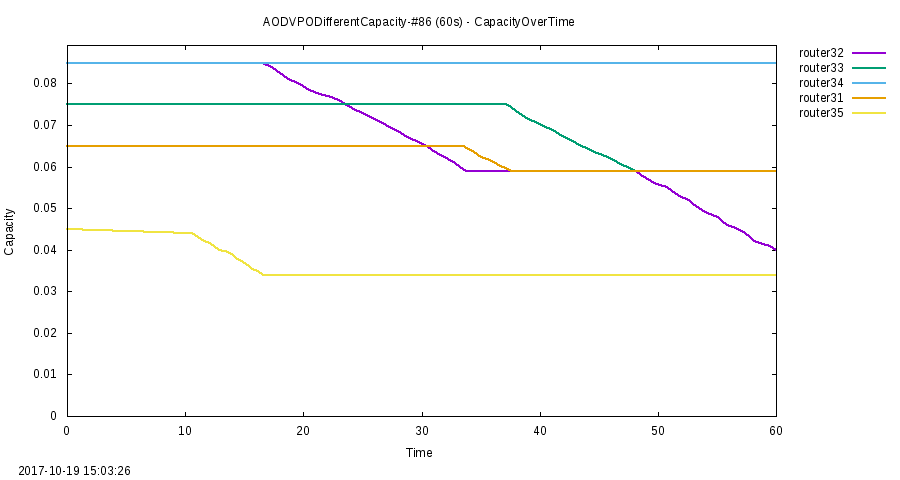 AODVPODifferentCapacity-#86 (60s) - CapacityOverTime
router32
router33
router34
router31
router35
0.08
0.07
0.06
0.05
0.04
0.03
0.02
0.01
0
Capacity
0 10 20 30 40 50 60
Time
2017-10-19 15:03:26